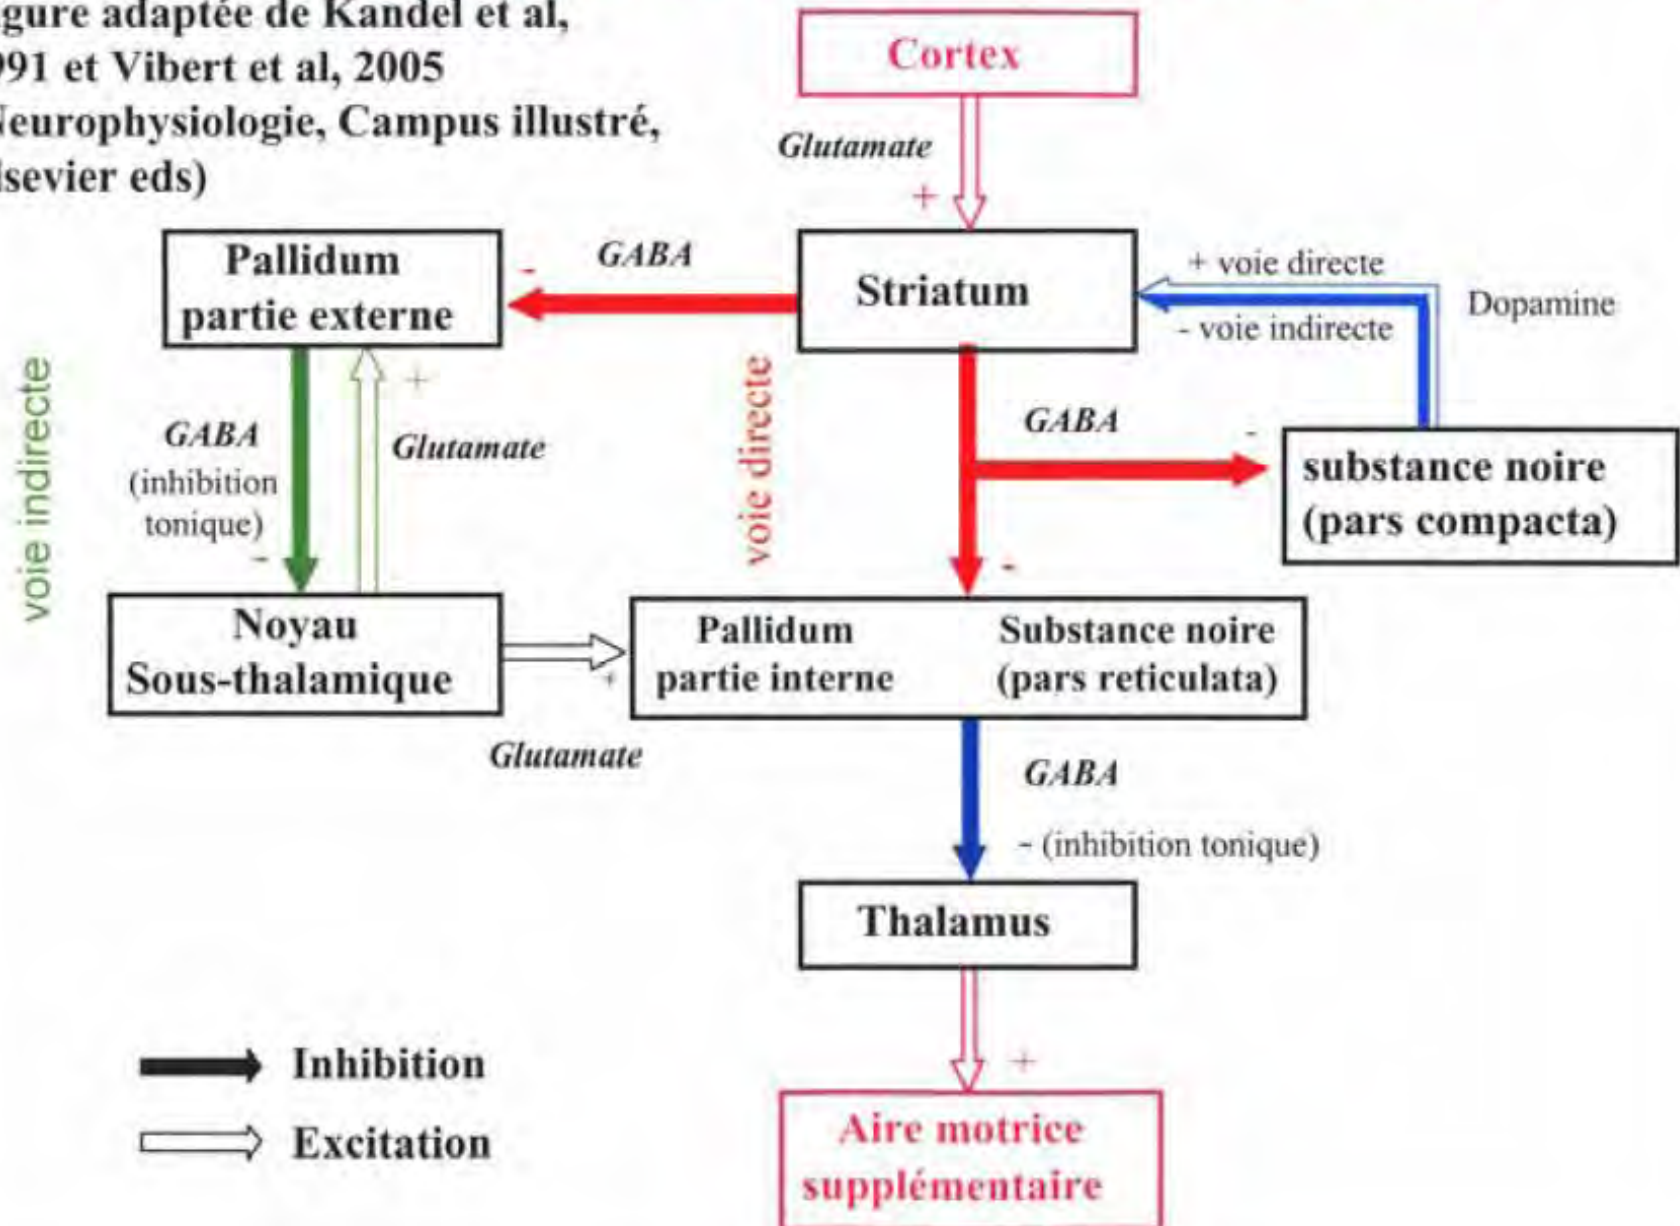 gure adaptée de Kandel et al,
991 et Vibert et al, 2005
Neurophysiologie, Campus illustré,
lsevier eds)
Cortex
Glutamate
+
Pallidum
partie externe
-
GABA
Striatum
+ voie directe
- voie indirecte
Dopamine
voie indirecte
GABA
(inhibition
tonique)
-
+
Glutamate
voie directe
GABA
-
-
substance noire
(pars compacta)
Noyau
Sous-thalamique
+
Glutamate
Pallidum
partie interne
Substance noire
(pars reticulata)
GABA
- (inhibition tonique)
Thalamus
+
Inhibition
Excitation
Aire motrice
supplémentaire